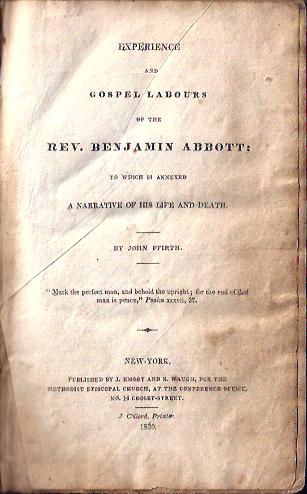 EXPERIENCE
AND
GOSPEL LABOURS
OF THE
REV. BENJAMIN ABBOTT;
TO WHICH IS ANNEXED
A NARRATIVE OF HIS LIFE AND DEATH.
BY JOHN FFIRTH.
"Mark the perfect man, and behold the upright; for the end of that
man is peace," Psalm xxxvii, 37.
NEW-YORK,
PUBLISHED BY J. EMORY AND B. WAUGH, FOR THE
METHODIST EPISCOPAL CHURCH, AT THE CONFERENCE OFFICE,
NO. 14 CROSBY-STREET.
J. Collord, Printer.
1830.